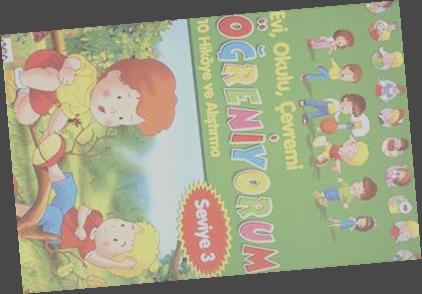 Evi, Okulu, Çevremi
ÖĞRENİYORUM
10 Hikâye ve Alıştırma
Seviye 3